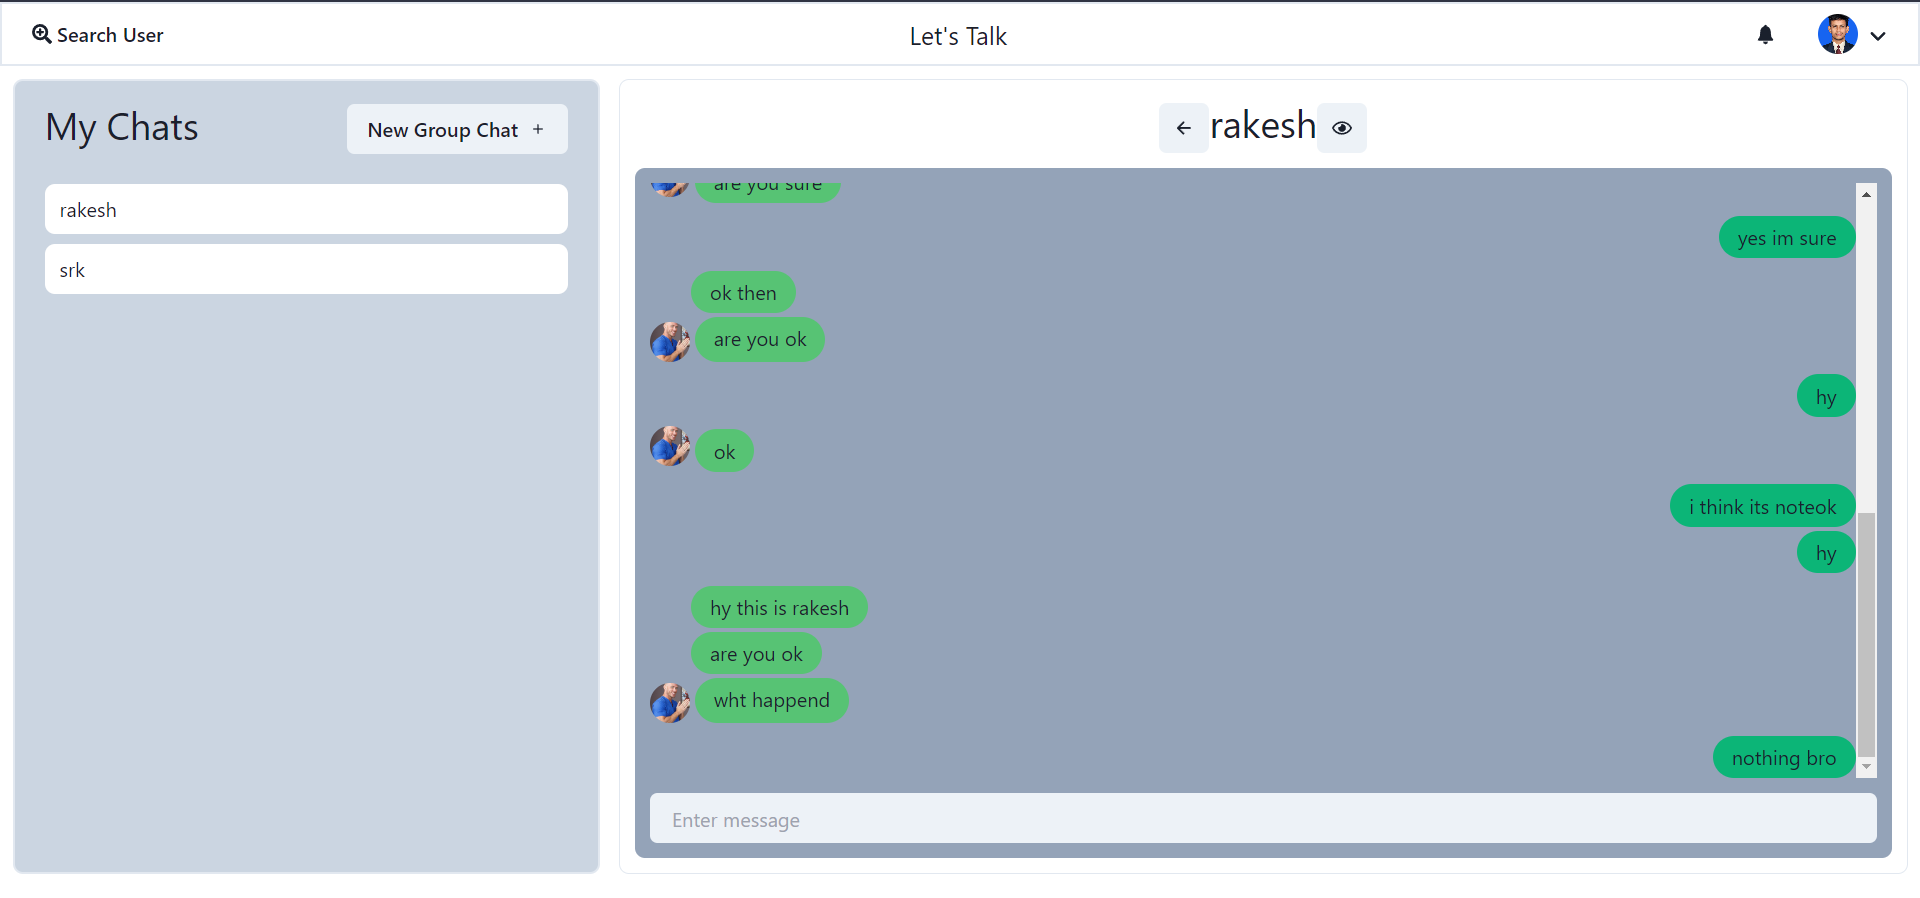 Search User
Let's Talk
My Chats
New Group Chat +
rakesh
srk
rakesh
are you sure
yes im sure
ok then
are you ok
hy
ok
i think its noteok
hy
hy this is rakesh
are you ok
wht happend
nothing bro
Enter message